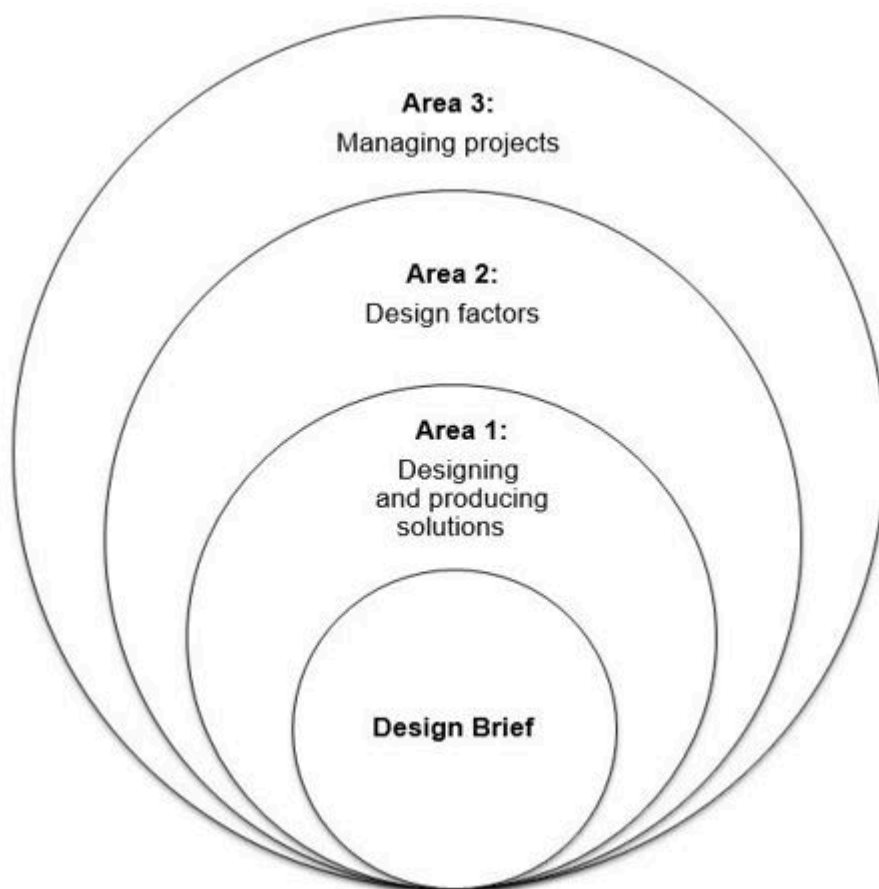 Area 3:
Managing projects
Area 2:
Design factors
Area 1:
Designing
and producing
solutions
Design Brief